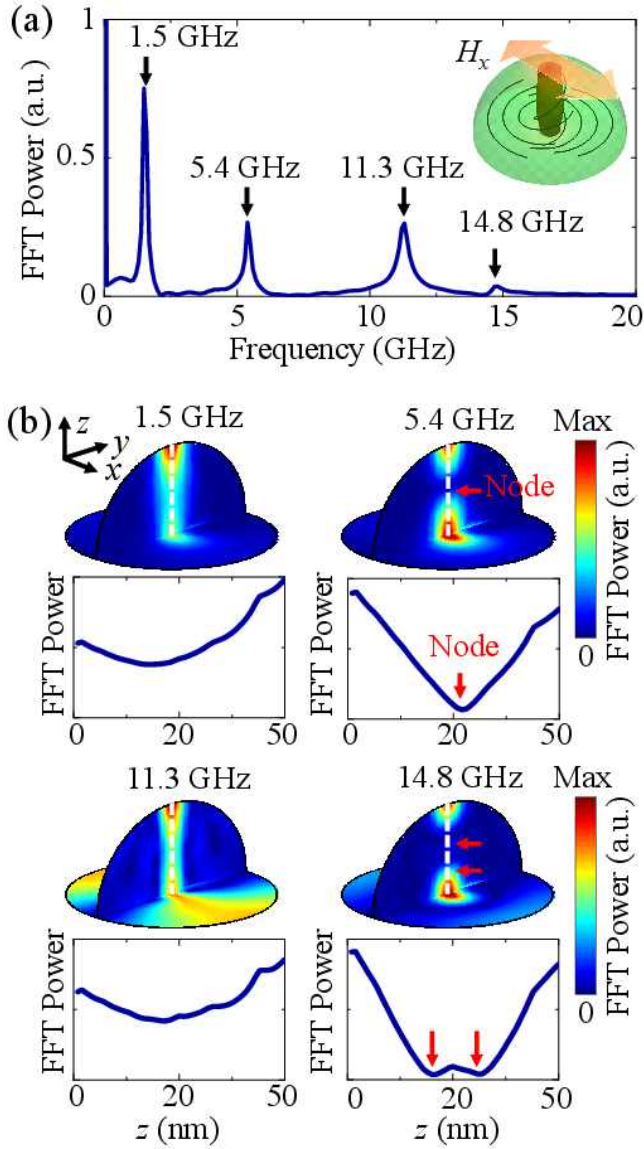 (a)
1.5 GHz
5.4 GHz
11.3 GHz
14.8 GHz
Hx
FFT Power (a.u.)
1
0.5
0
0 5 10 15 20
Frequency (GHz)
(b)
z
y
x
1.5 GHz
5.4 GHz
Max
Node
FFT Power (a.u.)
0
FFT Power
0 20 50
FFT Power
Node
0 20 50
11.3 GHz
14.8 GHz
Max
FFT Power (a.u.)
0
FFT Power
0 20 50
z (nm)
FFT Power
0 20 50
z (nm)